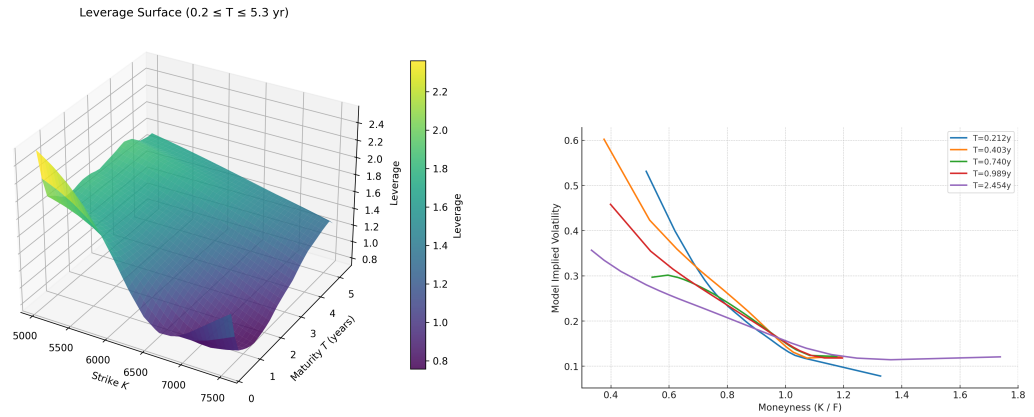 Leverage Surface (0.2 ≤ T ≤ 5.3 yr)
2.4
2.2
2.0
1.8
1.6
1.4
1.2
1.0
0.8
Leverage
5000
5500
6000
6500
7000
7500
Strike K
0
1
2
3
4
5
Maturity T (years)
2.2
2.0
1.8
1.6
1.4
1.2
1.0
0.8
Leverage
0.6
0.5
0.4
0.3
0.2
0.1
Model Implied Volatility
T=0.212y
T=0.403y
T=0.740y
T=0.989y
T=2.454y
0.4 0.6 0.8 1.0 1.2 1.4 1.6 1.8
Moneyness (K / F)